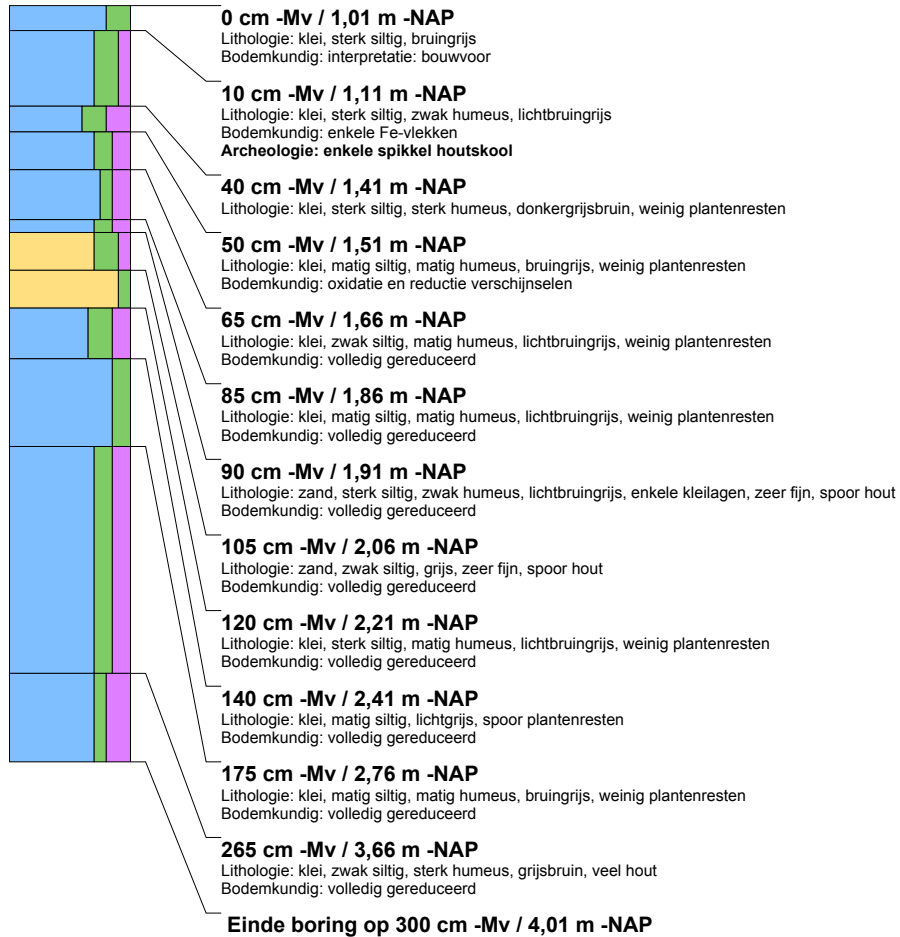 0 cm -Mv / 1,01 m -NAP
Lithologie: klei, sterk siltig, bruingrijs
Bodemkundig: interpretatie: bouwvoor
10 cm -Mv / 1,11 m -NAP
Lithologie: klei, sterk siltig, zwak humeus, lichtbruingrijs
Bodemkundig: enkele Fe-vlekken
Archeologie: enkele spikkel houtskool
40 cm -Mv / 1,41 m -NAP
Lithologie: klei, sterk siltig, sterk humeus, donkergrijsbruin, weinig plantenresten
50 cm -Mv / 1,51 m -NAP
Lithologie: klei, matig siltig, matig humeus, bruingrijs, weinig plantenresten
Bodemkundig: oxidatie en reductie verschijnselen
65 cm -Mv / 1,66 m -NAP
Lithologie: klei, zwak siltig, matig humeus, lichtbruingrijs, weinig plantenresten
Bodemkundig: volledig gereduceerd
85 cm -Mv / 1,86 m -NAP
Lithologie: klei, matig siltig, matig humeus, lichtbruingrijs, weinig plantenresten
Bodemkundig: volledig gereduceerd
90 cm -Mv / 1,91 m -NAP
Lithologie: zand, sterk siltig, zwak humeus, lichtbruingrijs, enkele kleilagen, zeer fijn, spoor hout
Bodemkundig: volledig gereduceerd
105 cm -Mv / 2,06 m -NAP
Lithologie: zand, zwak siltig, grijs, zeer fijn, spoor hout
Bodemkundig: volledig gereduceerd
120 cm -Mv / 2,21 m -NAP
Lithologie: klei, sterk siltig, matig humeus, lichtbruingrijs, weinig plantenresten
Bodemkundig: volledig gereduceerd
140 cm -Mv / 2,41 m -NAP
Lithologie: klei, matig siltig, lichtgrijs, spoor plantenresten
Bodemkundig: volledig gereduceerd
175 cm -Mv / 2,76 m -NAP
Lithologie: klei, matig siltig, matig humeus, bruingrijs, weinig plantenresten
Bodemkundig: volledig gereduceerd
265 cm -Mv / 3,66 m -NAP
Lithologie: klei, zwak siltig, sterk humeus, grijsbruin, veel hout
Bodemkundig: volledig gereduceerd
Einde boring op 300 cm -Mv / 4,01 m -NAP